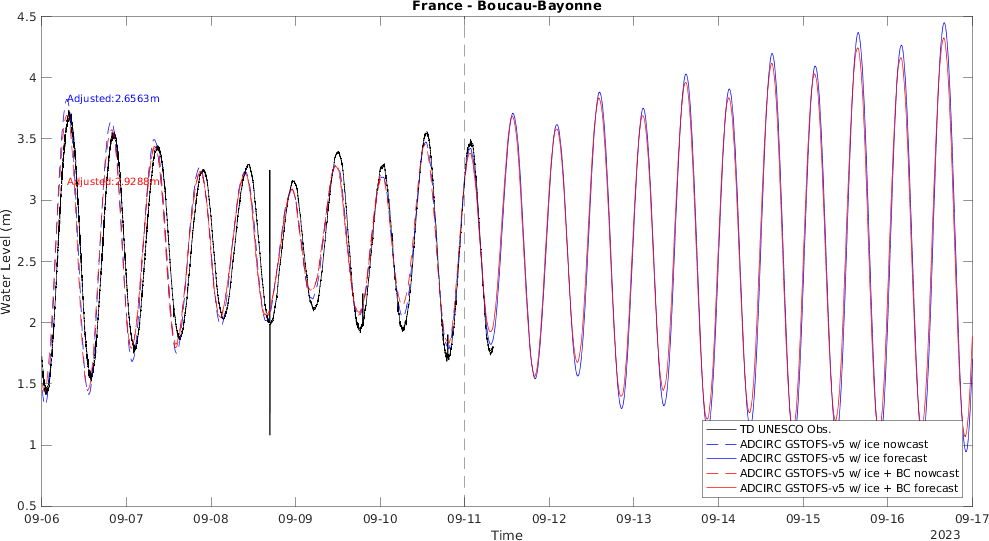 France - Boucau-Bayonne
Water Level (m)
4.5
4
3.5
3
2.5
2
1.5
1
0.5
Adjusted:2.6563m
Adjusted:2.9288m
TD UNESCO Obs.
ADCIRC GSTOFS-v5 w/ ice nowcast
ADCIRC GSTOFS-v5 w/ ice forecast
ADCIRC GSTOFS-v5 w/ ice + BC nowcast
ADCIRC GSTOFS-v5 w/ ice + BC forecast
09-06 09-07 09-08 09-09 09-10 09-11 09-12 09-13 09-14 09-15 09-16 09-17
Time
2023